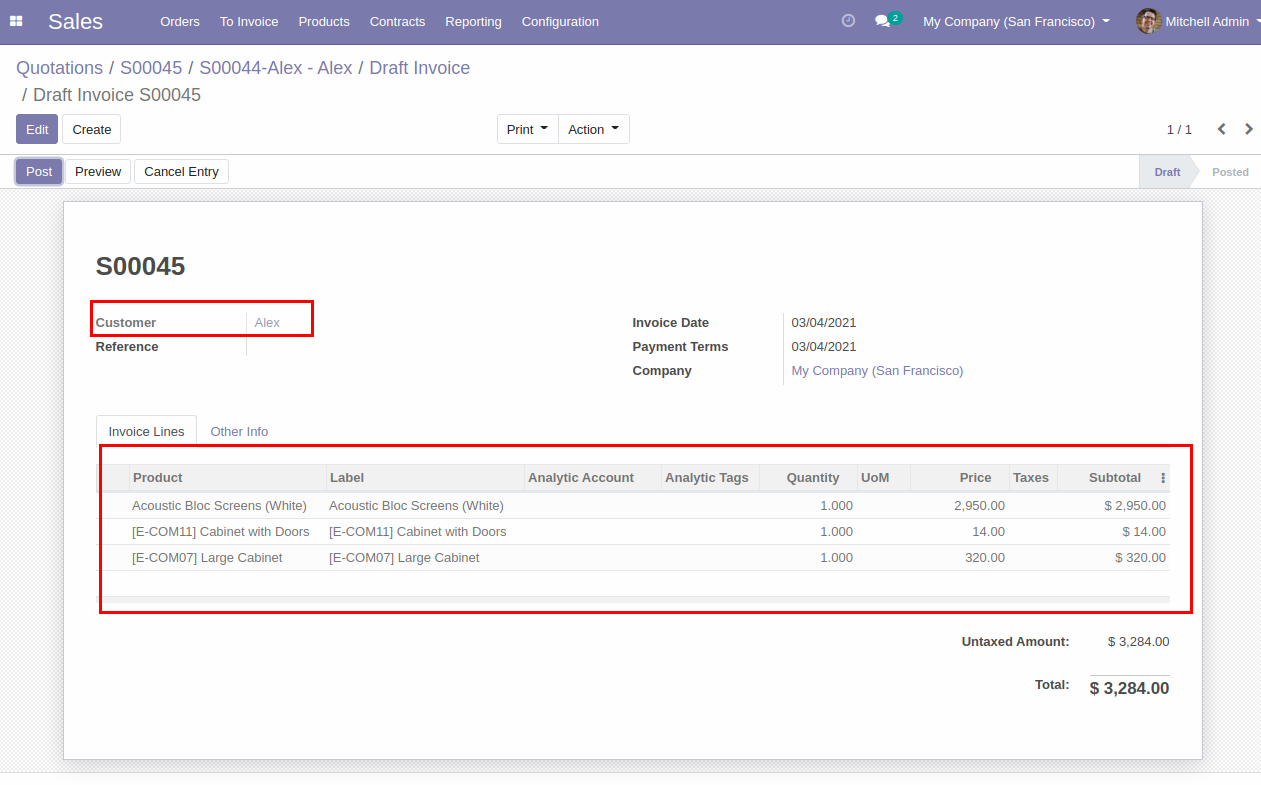 Sales Orders To Invoice Products Contracts Reporting Configuration 2 My Company (San Francisco) Mitchell Admin
Quotations / S00045 / S00044-Alex - Alex / Draft Invoice
/ Draft Invoice S00045
Edit Create Print Action 1 / 1
Post Preview Cancel Entry Draft Posted
S00045
Customer Alex Invoice Date 03/04/2021
Reference Payment Terms 03/04/2021
Company My Company (San Francisco)
Invoice Lines Other Info
Product Label Analytic Account Analytic Tags Quantity UoM Price Taxes Subtotal
Acoustic Bloc Screens (White) Acoustic Bloc Screens (White) 1.000 2,950.00 $ 2,950.00
[E-COM11] Cabinet with Doors [E-COM11] Cabinet with Doors 1.000 14.00 $ 14.00
[E-COM07] Large Cabinet [E-COM07] Large Cabinet 1.000 320.00 $ 320.00
Untaxed Amount: $ 3,284.00
Total: $ 3,284.00